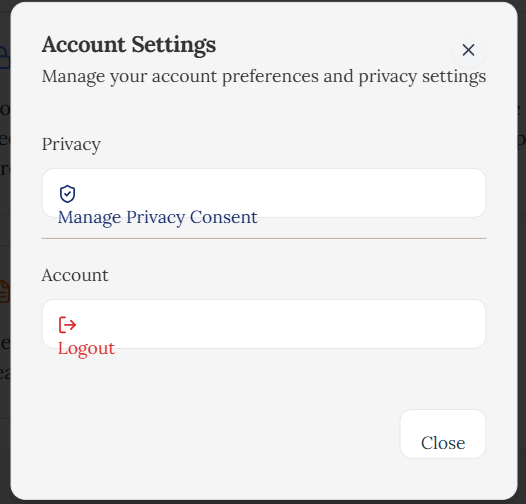 Account Settings
Manage your account preferences and privacy settings
Privacy
Manage Privacy Consent
Account
Logout
Close